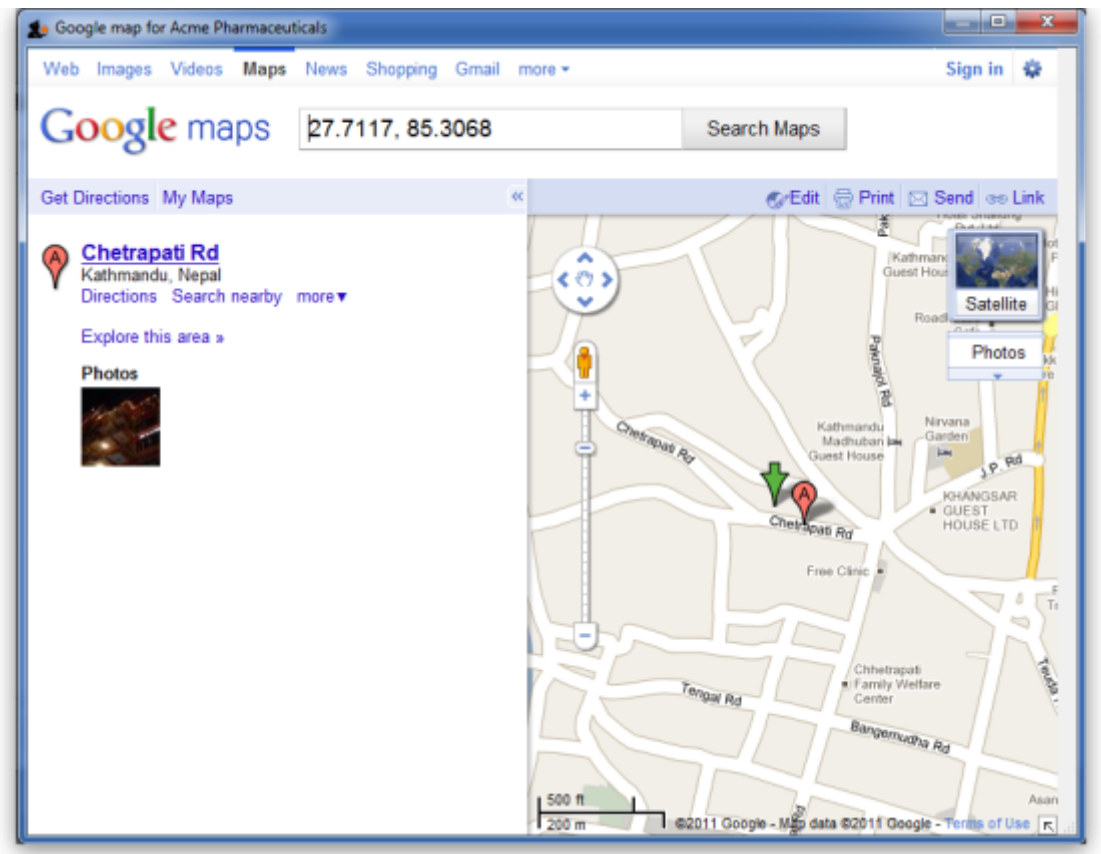 Google map for Acme Pharmaceuticals
Web Images Videos Maps News Shopping Gmail more
Sign in
Google maps
27.7117, 85.3068
Search Maps
Get Directions My Maps
«
Edit Print Send Link
A
Chetrapati Rd
Kathmandu, Nepal
Directions Search nearby more▼
Explore this area »
Photos
Satellite
Photos
Guest
Paknajol Rd
Kathmandu
Madhuban
Guest House
Nirvana
Garden
Chetrapati Rd
J.P. Rd
A
KHANGSAR
GUEST
HOUSE LTD
Chetrapati Rd
Free Clinic
Chhetrapati
Family Welfare
Center
Tengal Rd
Bangemudha Rd
Asan
500 ft
200 m
©2011 Google - Map data ©2011 Google - Terms of Use